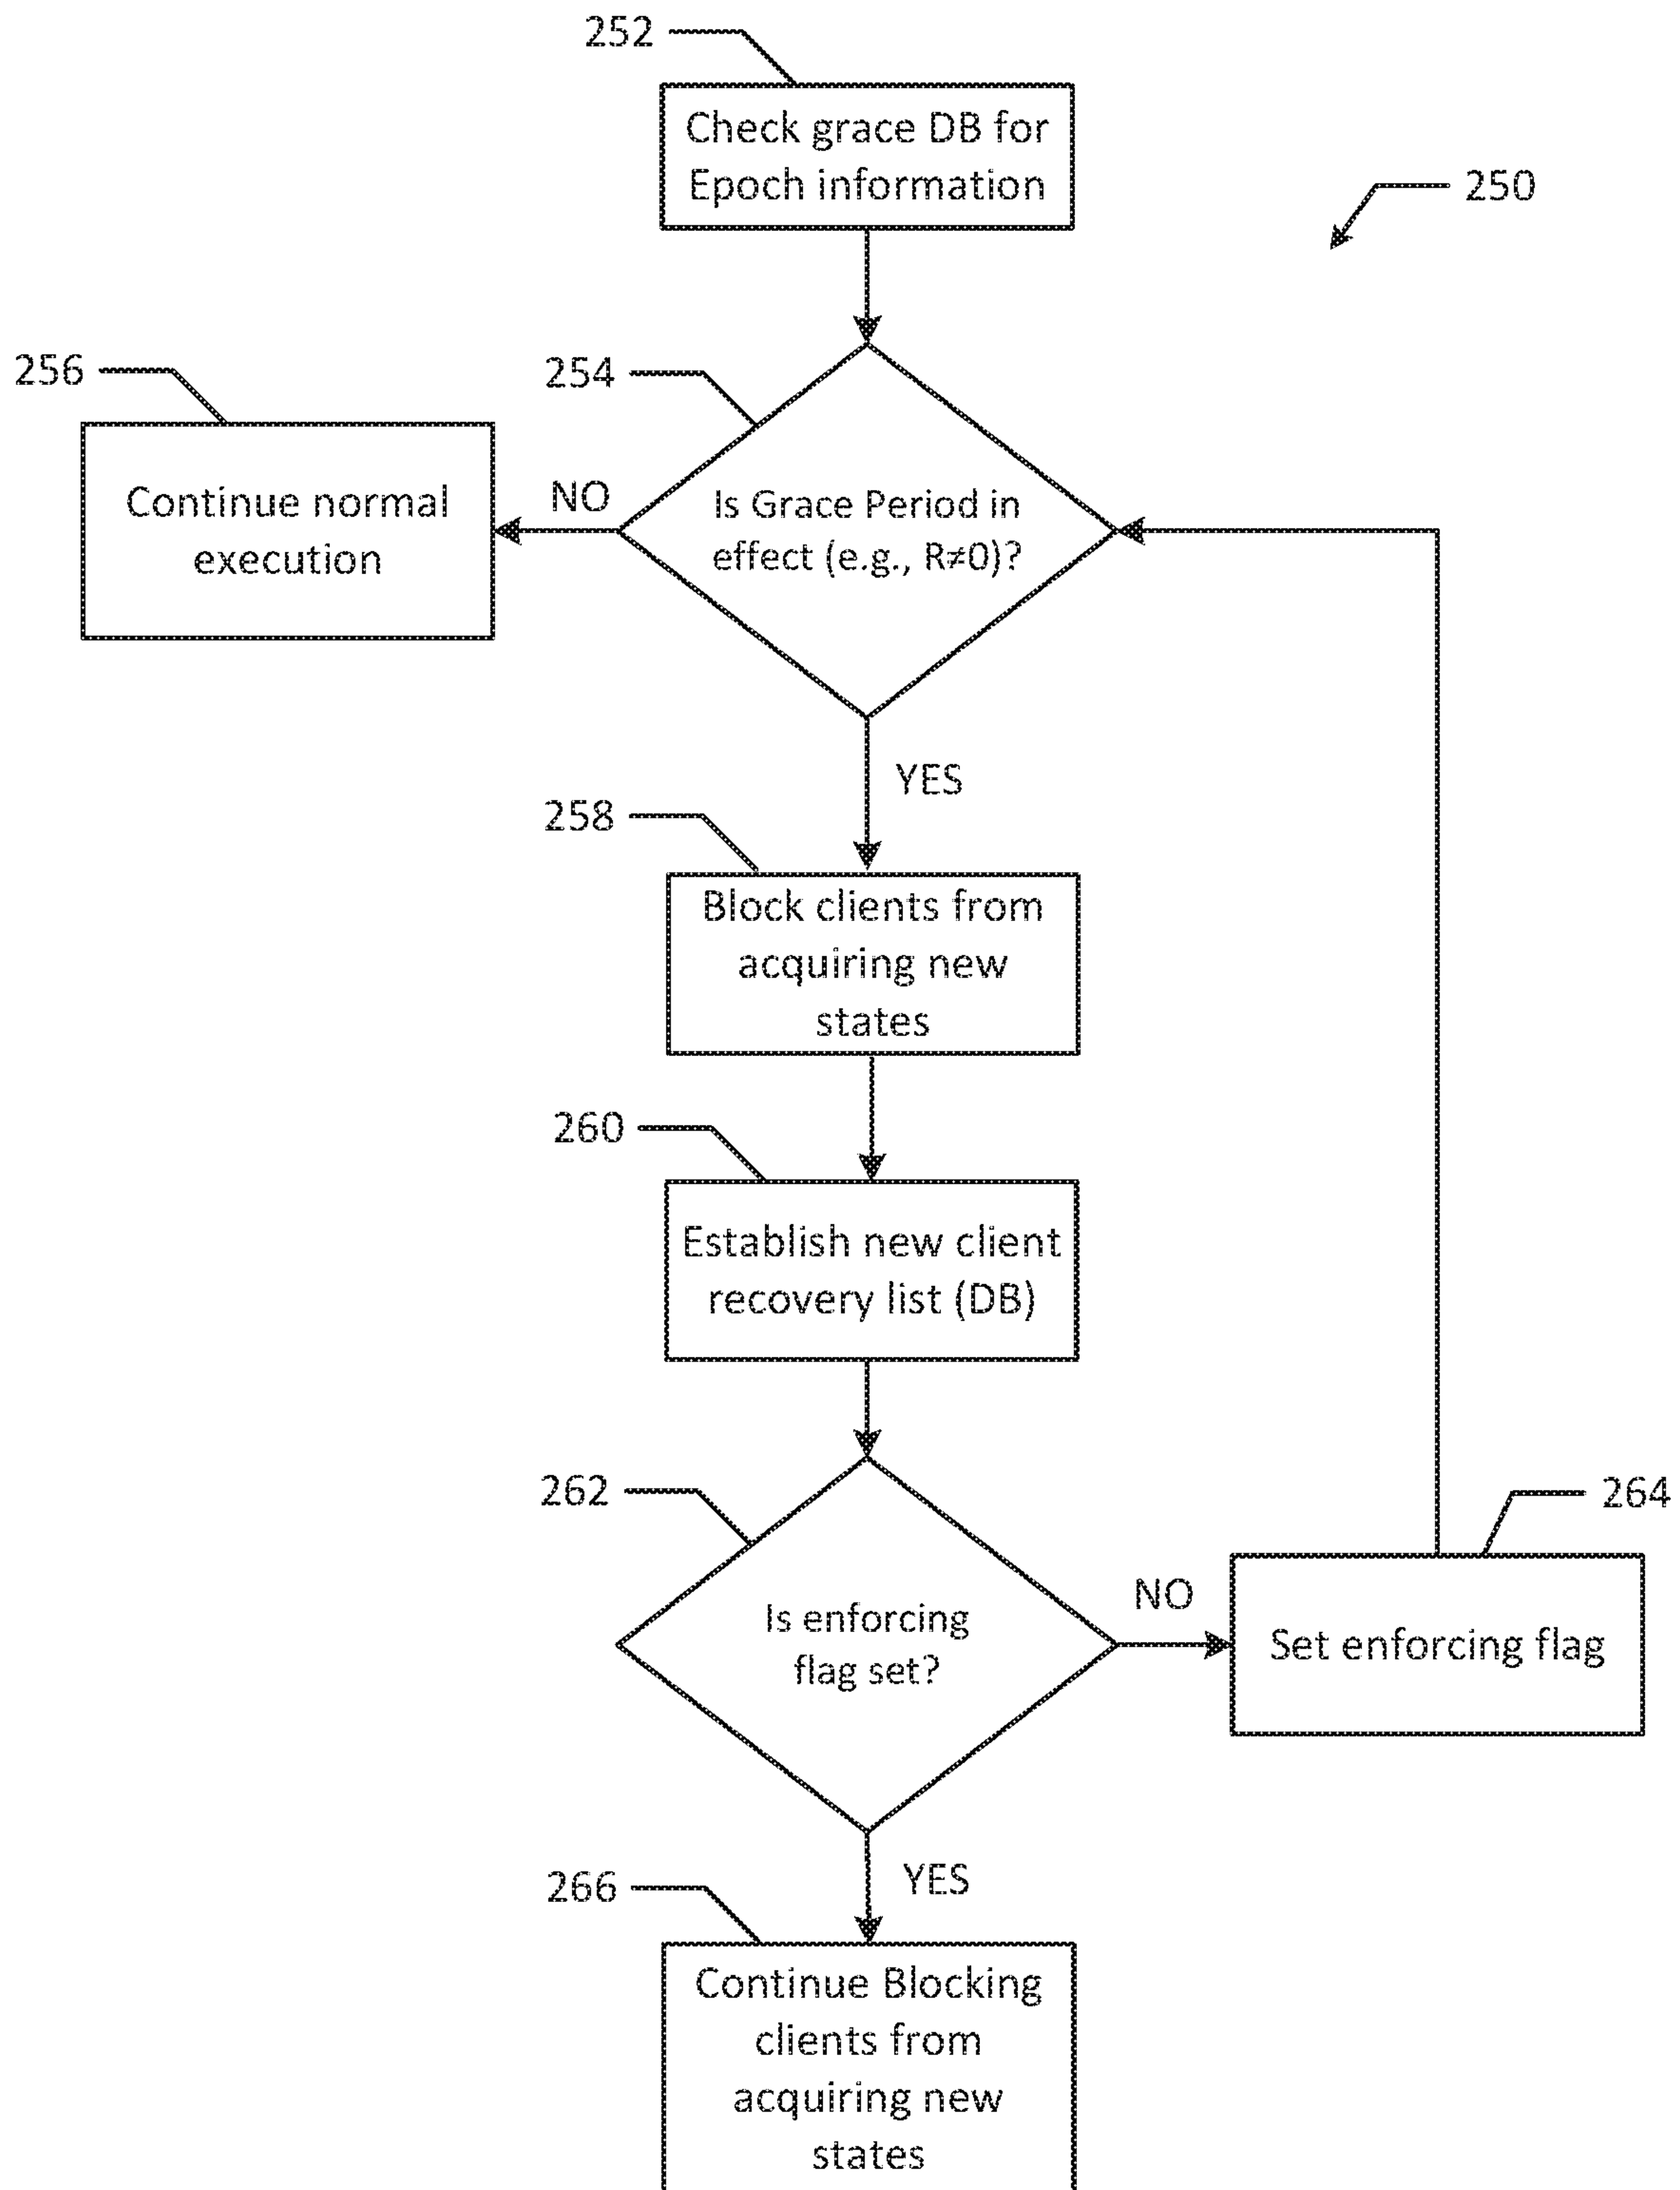 252
Check grace DB for
Epoch information
250
256
254
Continue normal
execution
NO
Is Grace Period in
effect (e.g., R≠0)?
YES
258
Block clients from
acquiring new
states
260
Establish new client
recovery list (DB)
262
264
Is enforcing
flag set?
NO
Set enforcing flag
YES
266
Continue Blocking
clients from
acquiring new
states